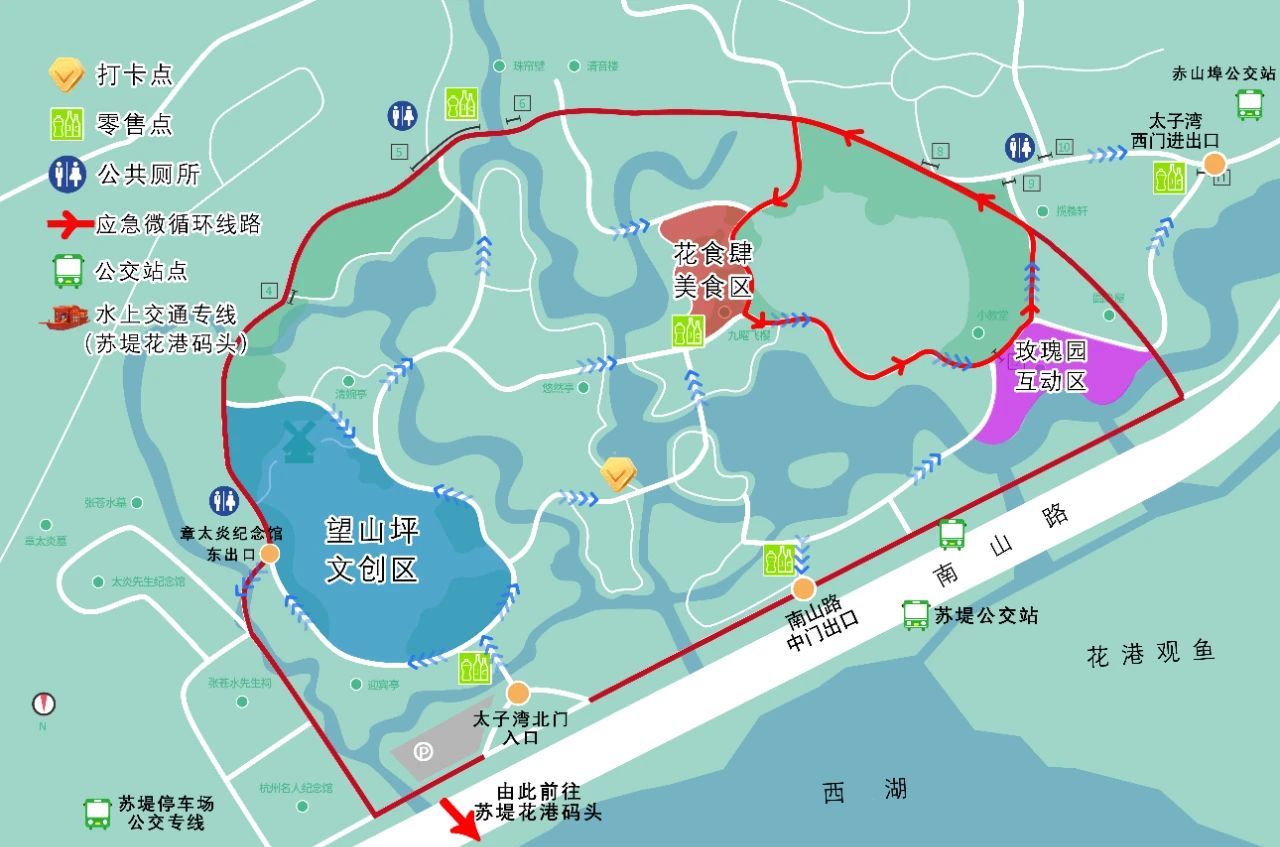 打卡点
零售点
公共厕所
应急微循环线路
公交站点
水上交通专线
(苏堤花港码头)
珠帘壁
清音楼
6
5
4
8
10
9
11
赤山埠公交站
太子湾
西门进出口
揽樵轩
花食肆
美食区
九曜飞樱
小教堂
玫瑰园
互动区
清婉亭
悠然亭
望山坪
文创区
张苍水墓
章太炎墓
章太炎纪念馆
东出口
太炎先生纪念馆
张苍水先生祠
迎宾亭
杭州名人纪念馆
N
P
太子湾北门
入口
南山路
中门出口
南山路
苏堤公交站
花港观鱼
西湖
由此前往
苏堤花港码头
苏堤停车场
公交专线